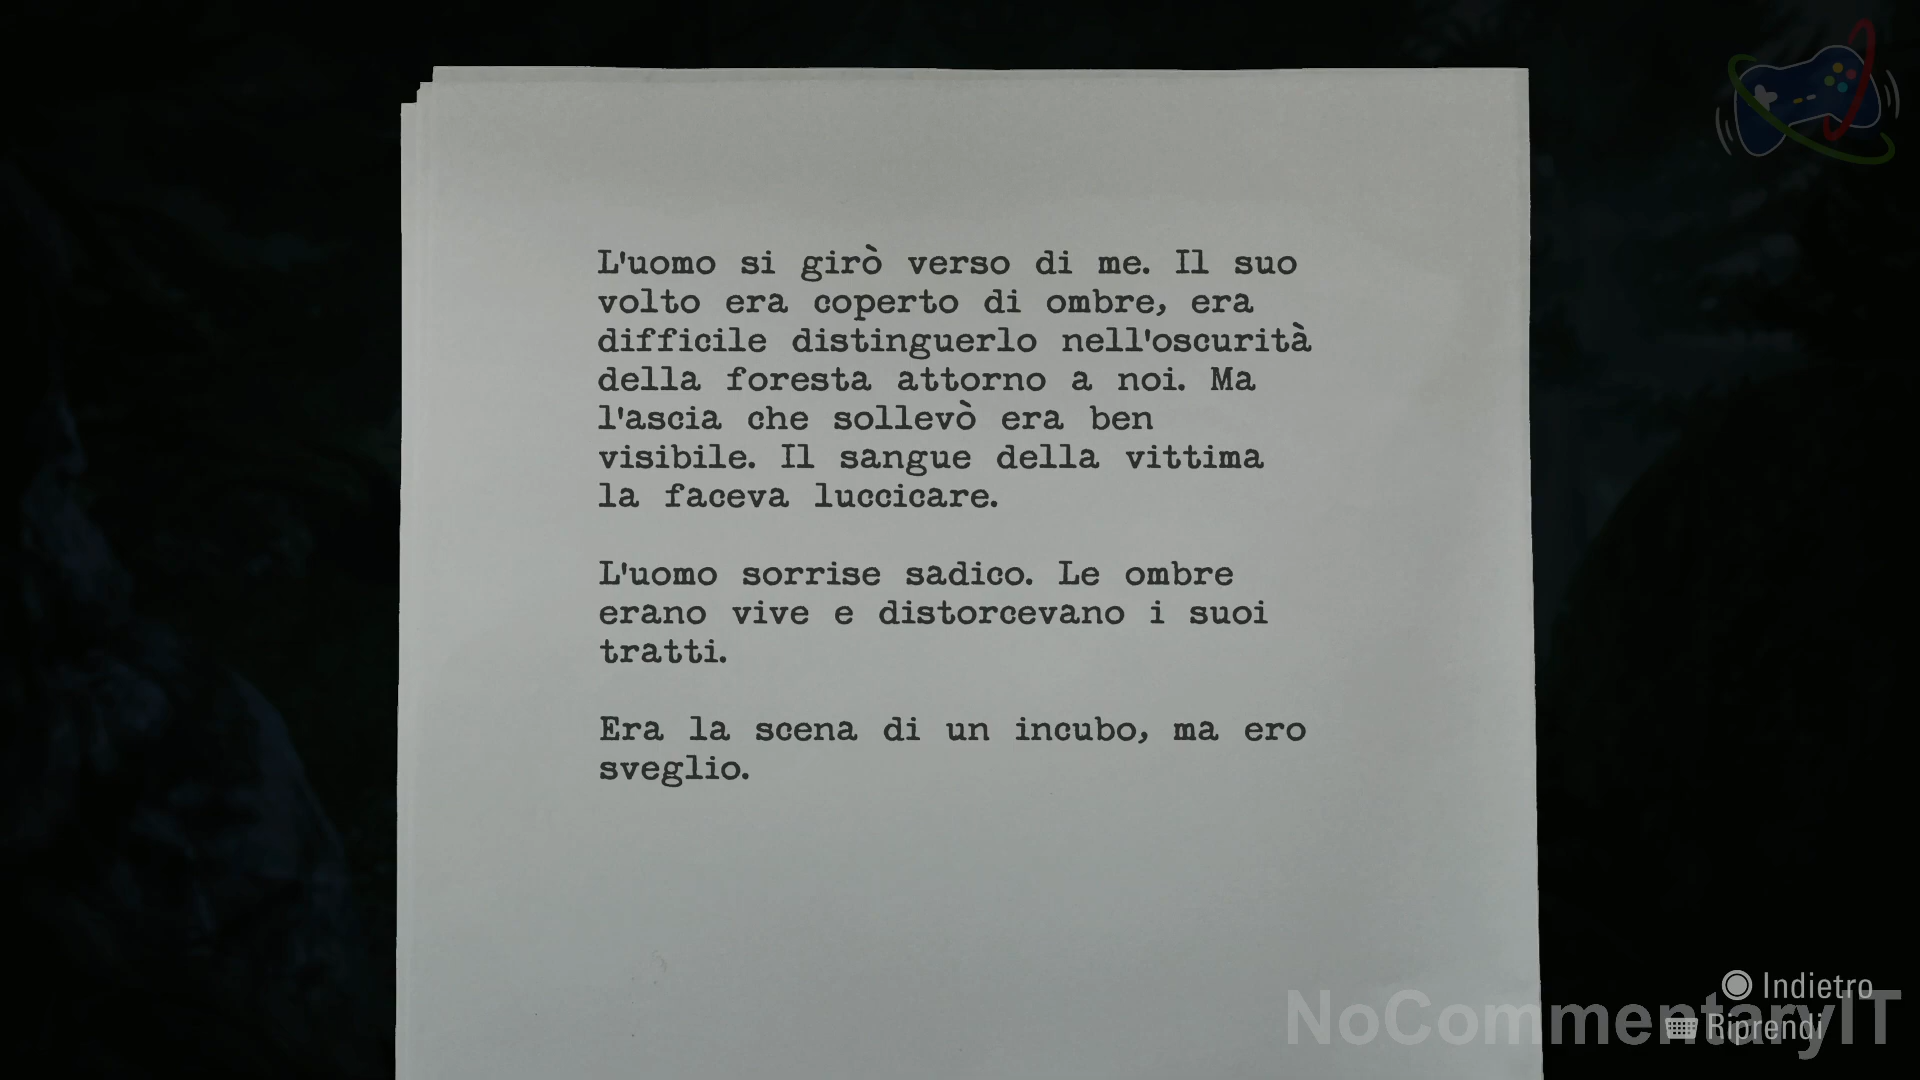 L'uomo si girò verso di me. Il suo
volto era coperto di ombre, era
difficile distinguerlo nell'oscurità
della foresta attorno a noi. Ma
l'ascia che sollevò era ben
visibile. Il sangue della vittima
la faceva luccicare.
L'uomo sorrise sadico. Le ombre
erano vive e distorcevano i suoi
tratti.
Era la scena di un incubo, ma ero
sveglio.
Indietro
NoCommentaryIT
Riprendi